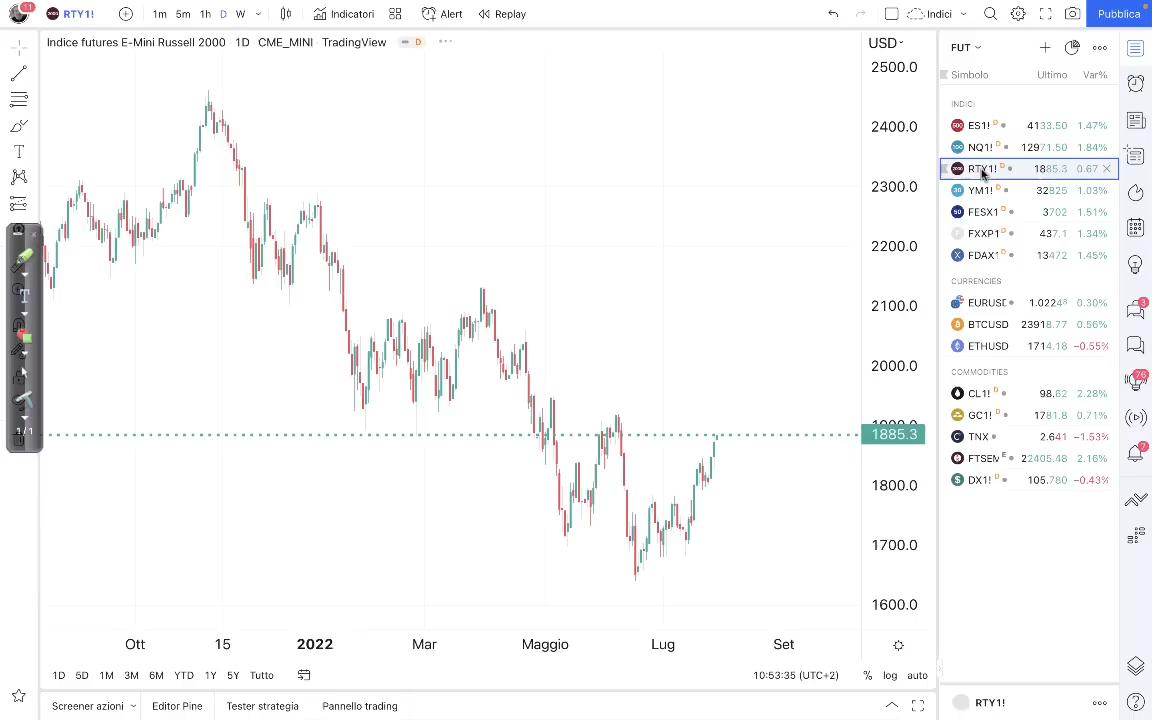 11 RTY1! 1m 5m 1h D W Indicatori Alert Replay Indici Pubblica
Indice futures E-Mini Russell 2000 · 1D · CME_MINI · TradingView D
USD
2500.0
2400.0
2300.0
2200.0
2100.0
2000.0
1885.3
1800.0
1700.0
1600.0
Ott 15 2022 Mar Maggio Lug Set
1D 5D 1M 3M 6M YTD 1Y 5Y Tutto 10:53:35 (UTC+2) % log auto
Screener azioni Editor Pine Tester strategia Pannello trading
1/1
FUT
Simbolo Ultimo Var%
INDICI
ES1! D 4133.50 1.47%
NQ1! D 12971.50 1.84%
RTY1! D 1885.3 0.67
YM1! D 32825 1.03%
FESX1 D 3702 1.51%
FXXP1 D 437.1 1.34%
FDAX1 D 13472 1.45%
CURRENCIES
EURUSD 1.02248 0.30%
BTCUSD 23918.77 0.56%
ETHUSD 1714.18 −0.55%
COMMODITIES
CL1! D 98.62 2.28%
GC1! D 1781.8 0.71%
TNX 2.641 −1.53%
FTSEM E 22405.48 2.16%
DX1! D 105.780 −0.43%
RTY1!
3
76
7